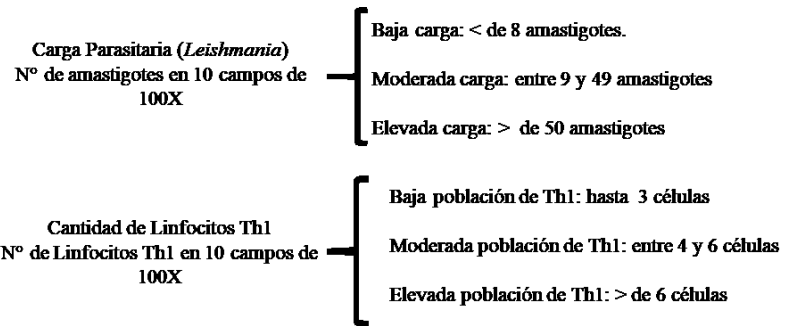 Carga Parasitaria (Leishmania)
N° de amastigotes en 10 campos de
100X
Baja carga: < de 8 amastigotes.
Moderada carga: entre 9 y 49 amastigotes
Elevada carga: > de 50 amastigotes
Cantidad de Linfocitos Th1
N° de Linfocitos Th1 en 10 campos de
100X
Baja población de Th1: hasta 3 células
Moderada población de Th1: entre 4 y 6 células
Elevada población de Th1: > de 6 células